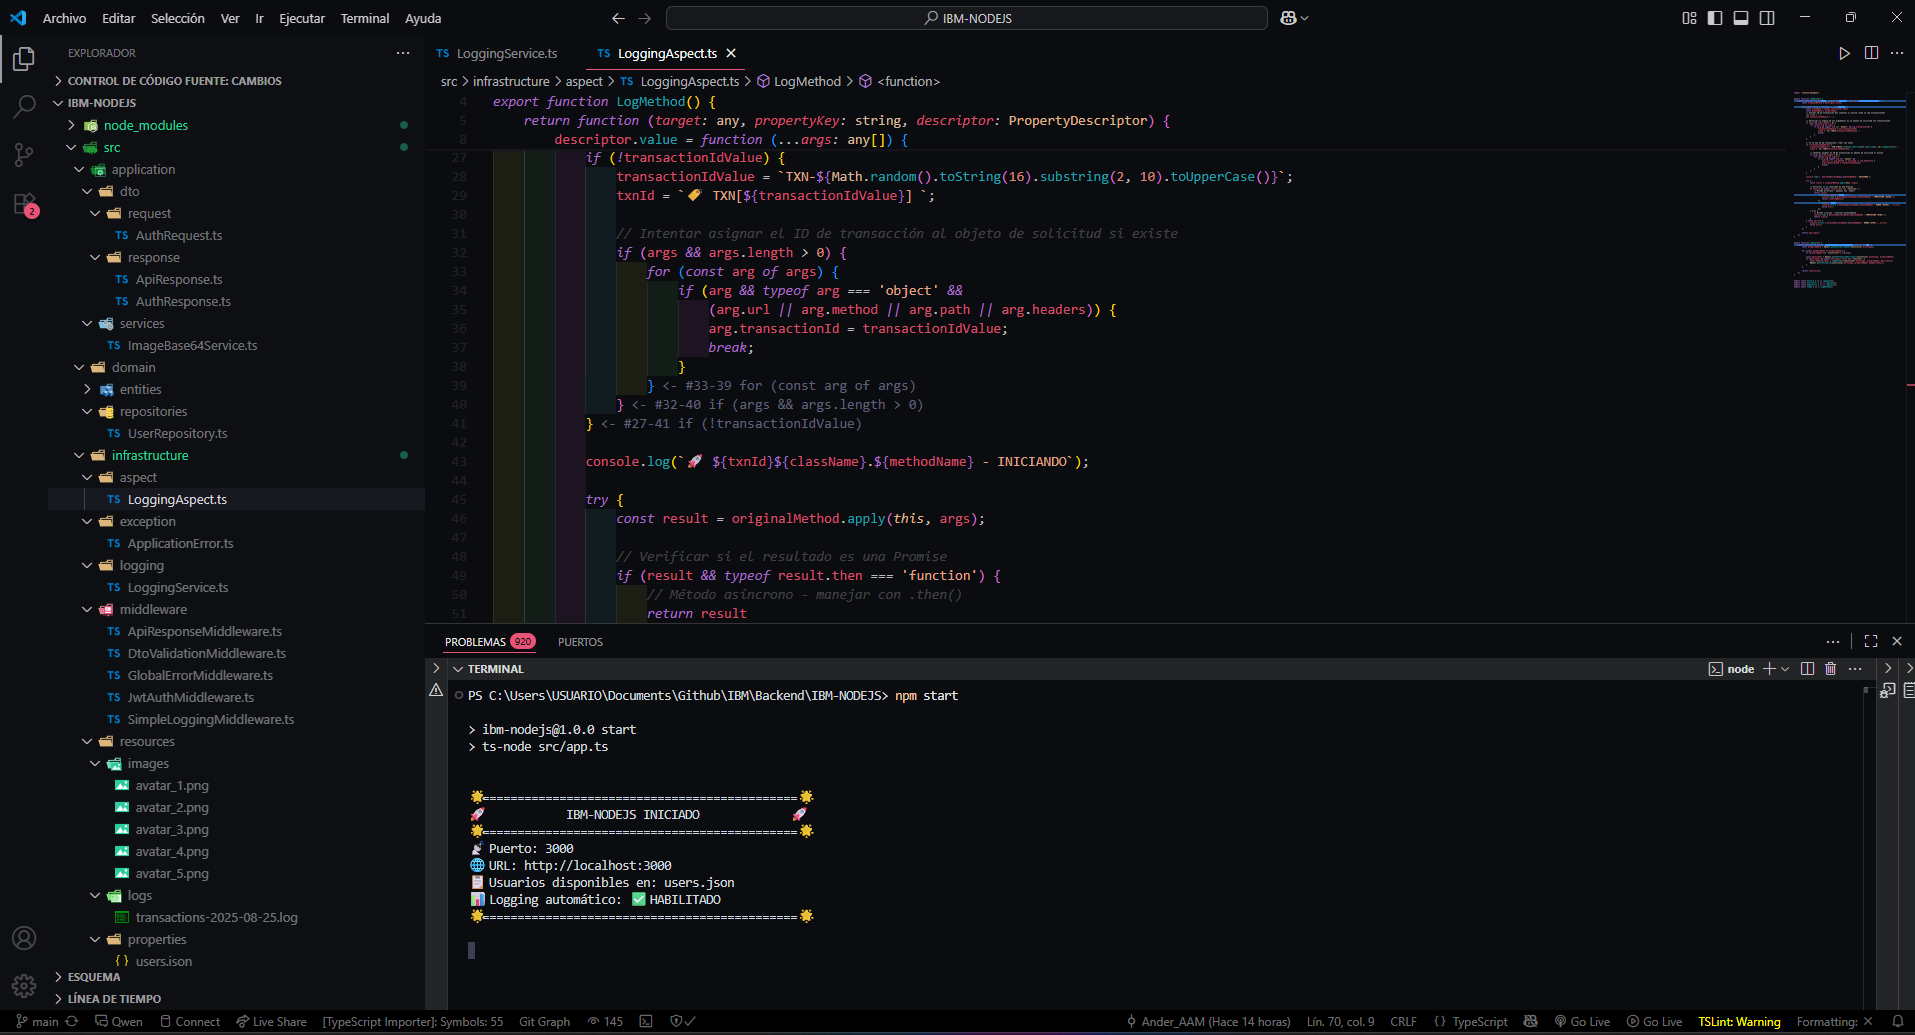 Archivo Editar Selección Ver Ir Ejecutar Terminal Ayuda
IBM-NODEJS
EXPLORADOR
CONTROL DE CÓDIGO FUENTE: CAMBIOS
IBM-NODEJS
node_modules
src
application
dto
request
TS AuthRequest.ts
response
TS ApiResponse.ts
TS AuthResponse.ts
services
TS ImageBase64Service.ts
domain
entities
repositories
TS UserRepository.ts
infrastructure
aspect
TS LoggingAspect.ts
exception
TS ApplicationError.ts
logging
TS LoggingService.ts
middleware
TS ApiResponseMiddleware.ts
TS DtoValidationMiddleware.ts
TS GlobalErrorMiddleware.ts
TS JwtAuthMiddleware.ts
TS SimpleLoggingMiddleware.ts
resources
images
avatar_1.png
avatar_2.png
avatar_3.png
avatar_4.png
avatar_5.png
logs
transactions-2025-08-25.log
properties
{ } users.json
ESQUEMA
LÍNEA DE TIEMPO
2
TS LoggingService.ts TS LoggingAspect.ts
src > infrastructure > aspect > TS LoggingAspect.ts > LogMethod > <function>
4 export function LogMethod() {
5 return function (target: any, propertyKey: string, descriptor: PropertyDescriptor) {
8 descriptor.value = function (...args: any[]) {
27 if (!transactionIdValue) {
28 transactionIdValue = `TXN-${Math.random().toString(16).substring(2, 10).toUpperCase()}`;
29 txnId = `🏷️ TXN[${transactionIdValue}] `;
30
31 // Intentar asignar el ID de transacción al objeto de solicitud si existe
32 if (args && args.length > 0) {
33 for (const arg of args) {
34 if (arg && typeof arg === 'object' &&
35 (arg.url || arg.method || arg.path || arg.headers)) {
36 arg.transactionId = transactionIdValue;
37 break;
38 }
39 } <- #33-39 for (const arg of args)
40 } <- #32-40 if (args && args.length > 0)
41 } <- #27-41 if (!transactionIdValue)
42
43 console.log(`🚀 ${txnId}${className}.${methodName} - INICIANDO`);
44
45 try {
46 const result = originalMethod.apply(this, args);
47
48 // Verificar si el resultado es una Promise
49 if (result && typeof result.then === 'function') {
50 // Método asíncrono - manejar con .then()
51 return result
PROBLEMAS 920 PUERTOS
TERMINAL node
PS C:\Users\USUARIO\Documents\Github\IBM\Backend\IBM-NODEJS> npm start
> ibm-nodejs@1.0.0 start
> ts-node src/app.ts
🌟=============================================🌟
🚀 IBM-NODEJS INICIADO 🚀
🌟=============================================🌟
📡 Puerto: 3000
🌐 URL: http://localhost:3000
📋 Usuarios disponibles en: users.json
📊 Logging automático: ✅ HABILITADO
🌟=============================================🌟
main Qwen Connect Live Share [TypeScript Importer]: Symbols: 55 Git Graph 145 Ander_AAM (Hace 14 horas) Lín. 70, col. 9 CRLF { } TypeScript Go Live Go Live TSLint: Warning Formatting: ×